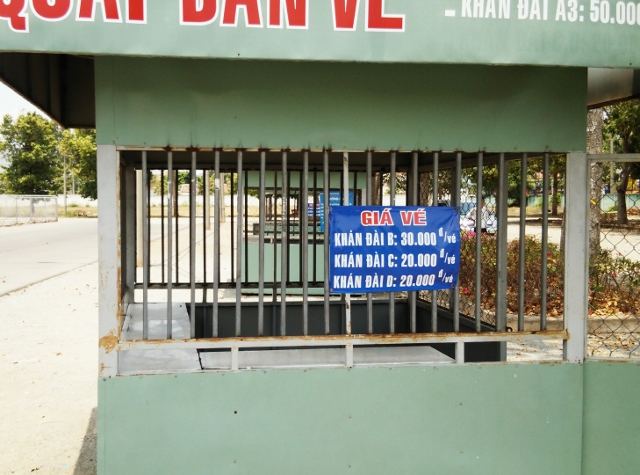 QUẦY BÁN VÉ
– KHÁN ĐÀI A3: 50.000
GIÁ VÉ
KHÁN ĐÀI B: 30.000 đ/vé
KHÁN ĐÀI C: 20.000 đ/vé
KHÁN ĐÀI D: 20.000 đ/vé